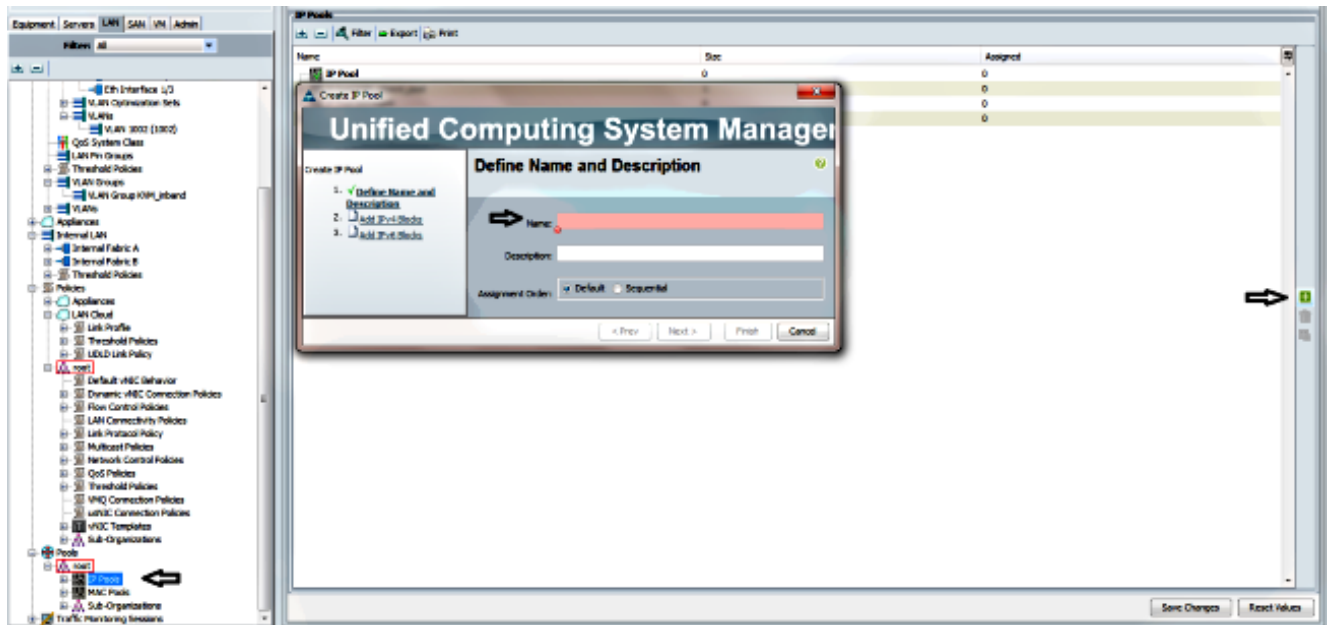 Equipment Servers LAN SAN VM Admin
Filter: All
Eth Interface 1/3
VLAN Optimization Sets
VLANs
VLAN 1002 (1002)
QoS System Class
LAN Pin Groups
Threshold Policies
VLAN Groups
VLAN Group KVM_inband
VLANs
Appliances
Internal LAN
Internal Fabric A
Internal Fabric B
Threshold Policies
Policies
Appliances
LAN Cloud
Link Profile
Threshold Policies
UDLD Link Policy
root
Default vNIC Behavior
Dynamic vNIC Connection Policies
Flow Control Policies
LAN Connectivity Policies
Link Protocol Policy
Multicast Policies
Network Control Policies
QoS Policies
Threshold Policies
VMQ Connection Policies
usNIC Connection Policies
vNIC Templates
Sub-Organizations
Pools
root
IP Pools
MAC Pools
Sub-Organizations
Traffic Monitoring Sessions
IP Pools
Filter Export Print
Name Size Assigned
IP Pool 0 0
0
0
0
Create IP Pool
Unified Computing System Manager
Create IP Pool
1. Define Name and Description
2. Add IPv4 Blocks
3. Add IPv6 Blocks
Define Name and Description
Name:
Description:
Assignment Order: Default Sequential
< Prev Next > Finish Cancel
Save Changes Reset Values